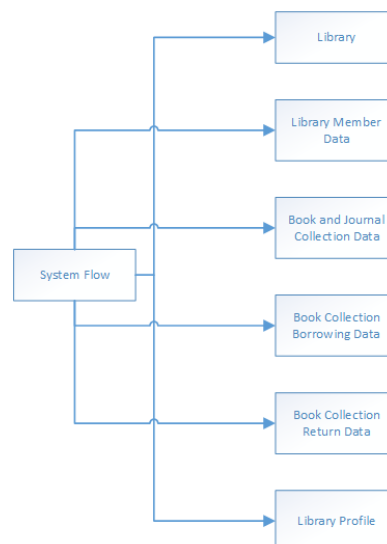 Library
Library Member
Data
Book and Journal
Collection Data
System Flow
Book Collection
Borrowing Data
Book Collection
Return Data
Library Profile